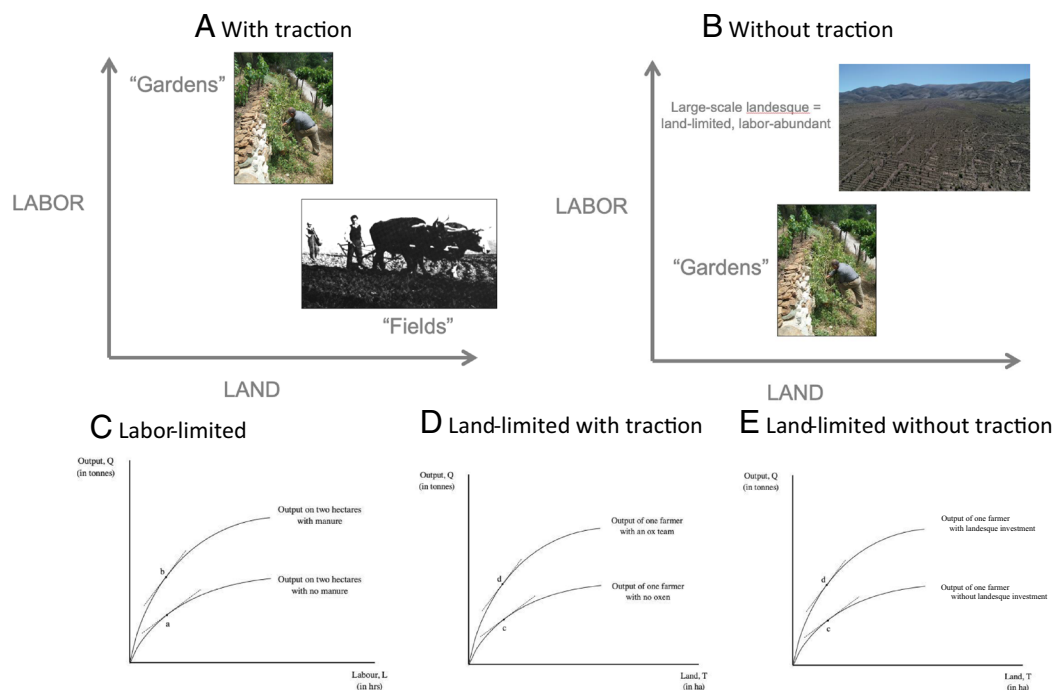 A With traction
"Gardens"
LABOR
"Fields"
LAND
B Without traction
Large-scale landesque =
land-limited, labor-abundant
LABOR
"Gardens"
LAND
C Labor-limited
Output, Q
(in tonnes)
Output on two hectares
with manure
b
Output on two hectares
with no manure
a
Labour, L
(in hrs)
D Land-limited with traction
Output, Q
(in tonnes)
Output of one farmer
with an ox team
d
Output of one farmer
with no oxen
c
Land, T
(in ha)
E Land-limited without traction
Output, Q
(in tonnes)
Output of one farmer
with landesque investment
d
Output of one farmer
without landesque investment
c
Land, T
(in ha)